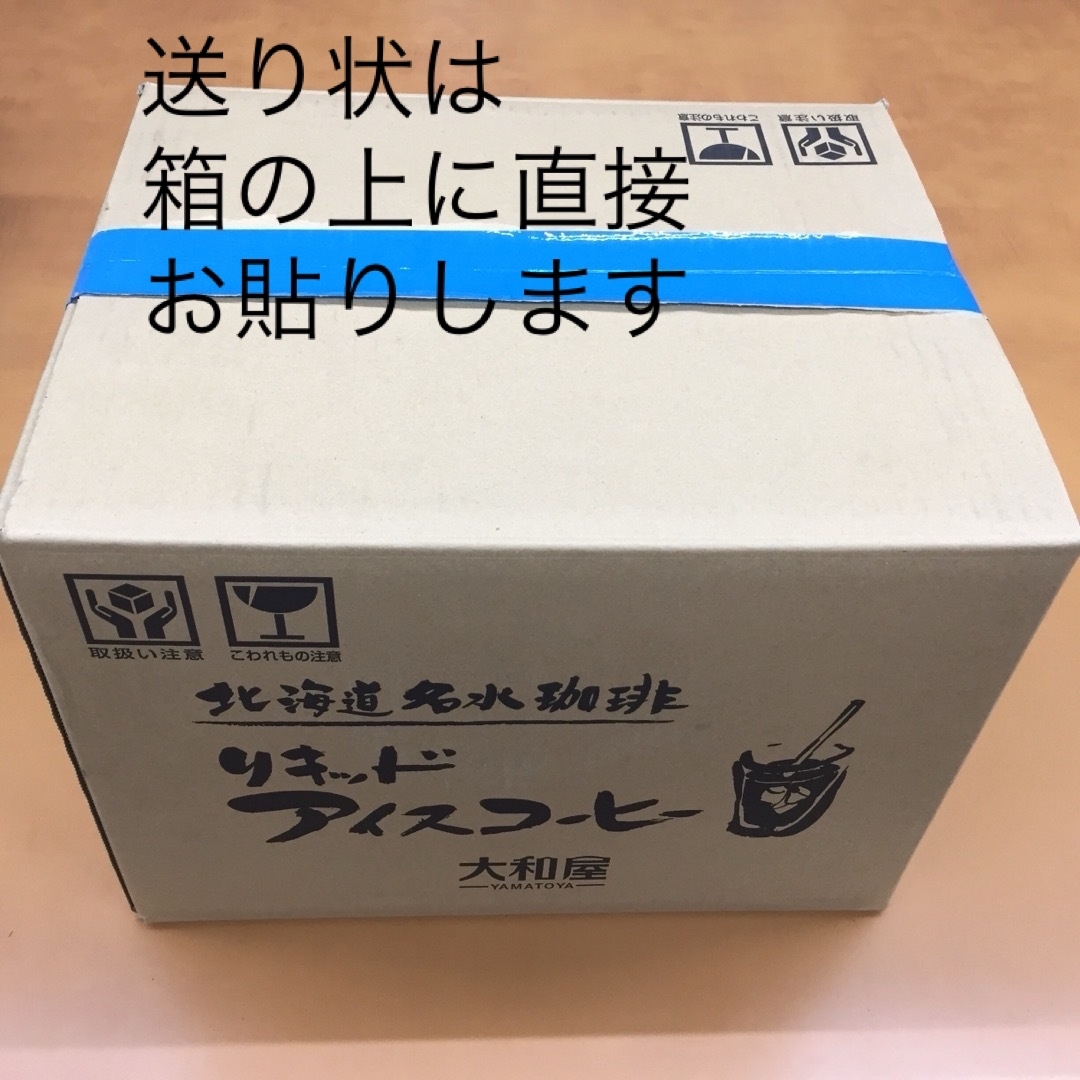 送り状は
箱の上に直接
お貼りします
こわれもの注意
取扱い注意
取扱い注意
こわれもの注意
北海道名水珈琲
リキッド
アイスコーヒー
大和屋
YAMATOYA